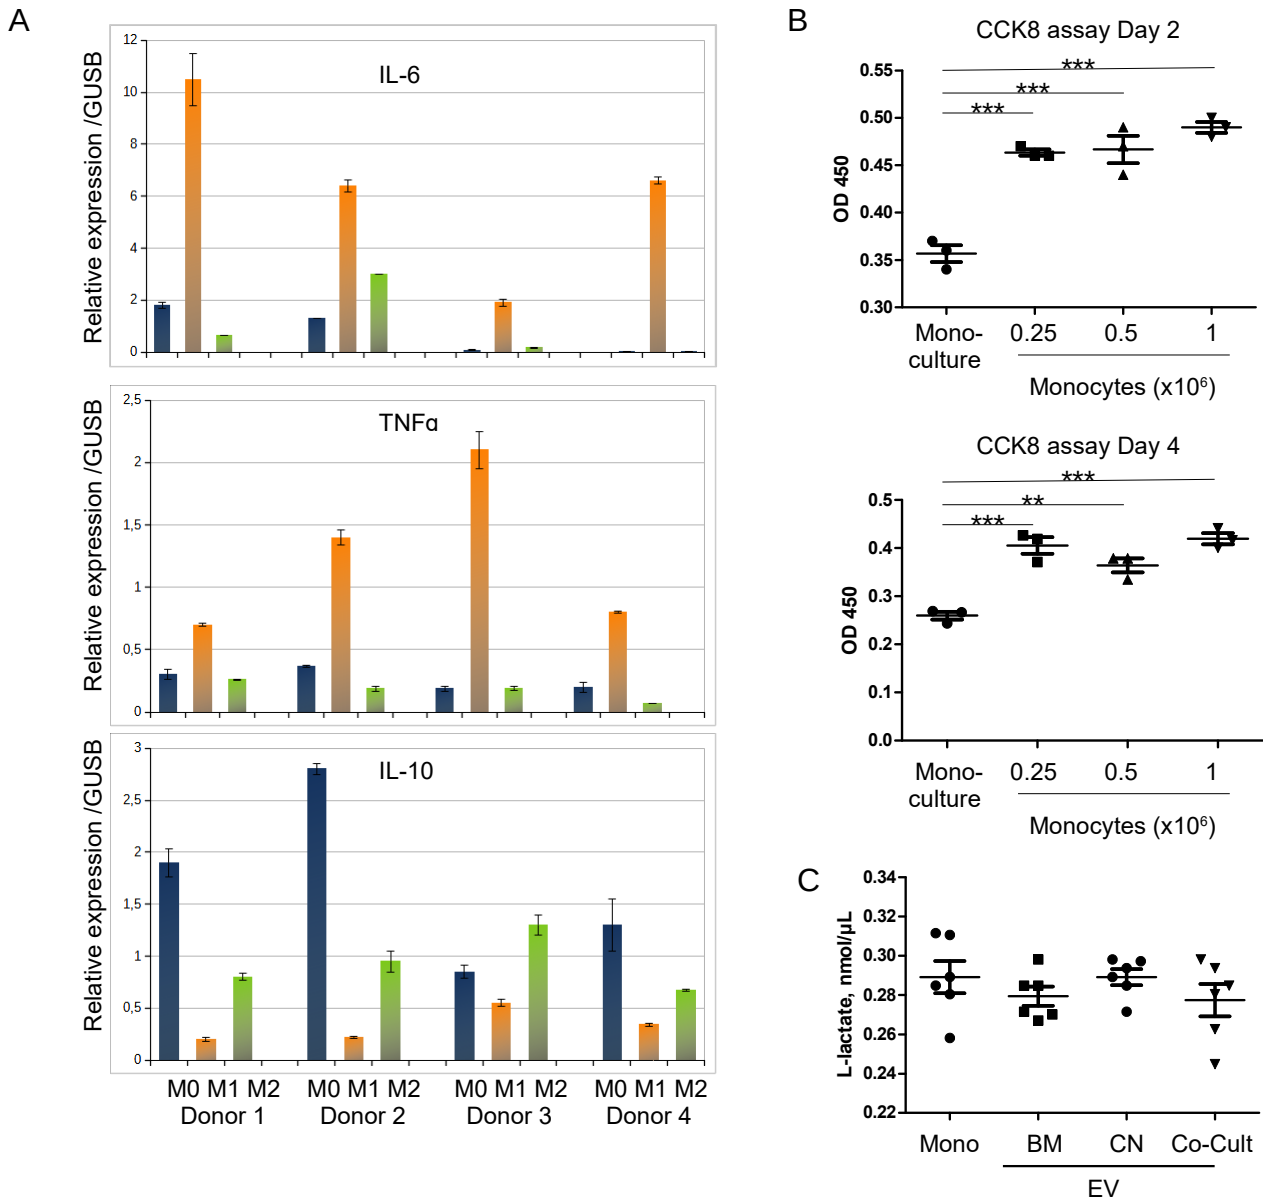 A
Relative expression /GUSB
IL-6
12
10
8
6
4
2
0
Relative expression /GUSB
TNFα
2,5
2
1,5
1
0,5
0
Relative expression /GUSB
IL-10
3
2,5
2
1,5
1
0,5
0
M0 M1 M2 M0 M1 M2 M0 M1 M2 M0 M1 M2
Donor 1 Donor 2 Donor 3 Donor 4
B
CCK8 assay Day 2
***
***
***
OD 450
0.55
0.50
0.45
0.40
0.35
0.30
Mono- 0.25 0.5 1
culture
Monocytes (x10⁶)
CCK8 assay Day 4
***
**
***
OD 450
0.5
0.4
0.3
0.2
0.1
0.0
Mono- 0.25 0.5 1
culture
Monocytes (x10⁶)
C
L-lactate, nmol/µL
0.34
0.32
0.30
0.28
0.26
0.24
0.22
Mono BM CN Co-Cult
EV